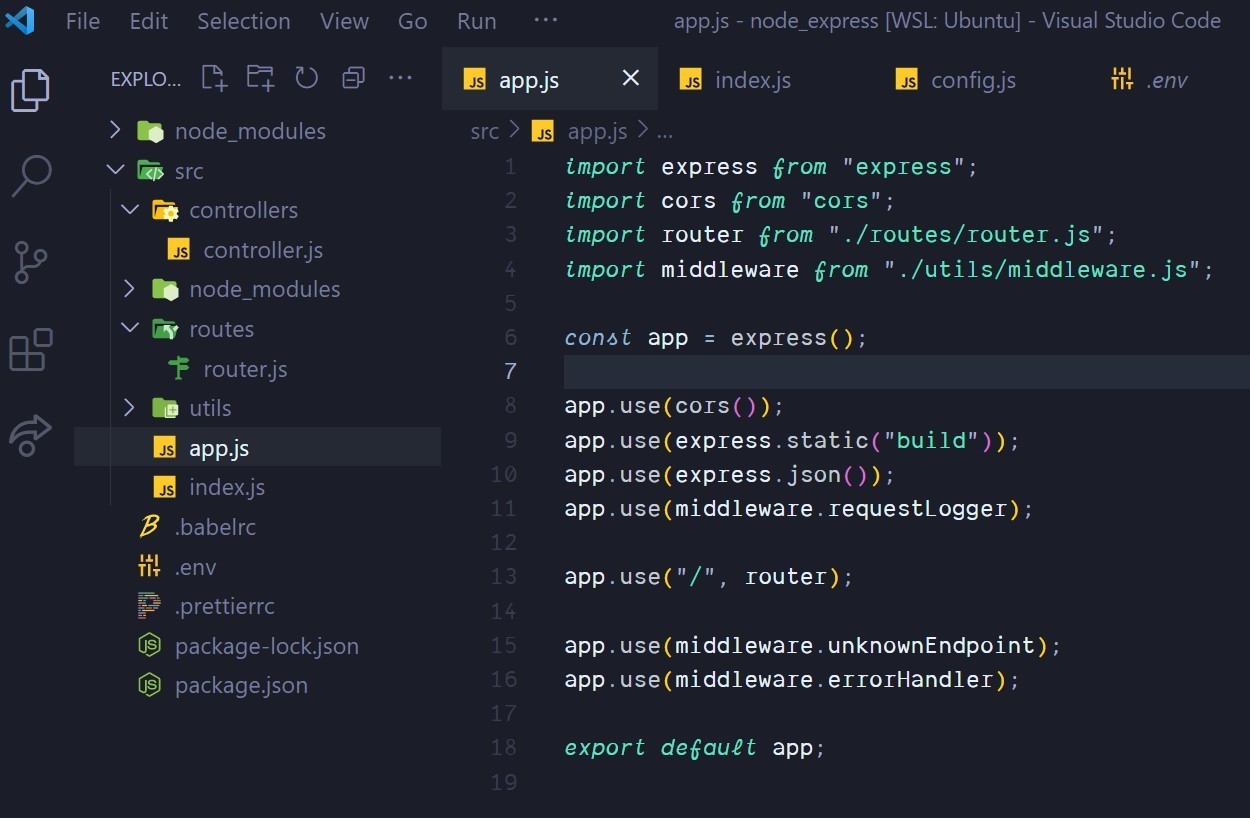 File Edit Selection View Go Run ··· app.js - node_express [WSL: Ubuntu] - Visual Studio Code
EXPLO... ···
node_modules
src
controllers
JS controller.js
node_modules
routes
router.js
utils
JS app.js
JS index.js
.babelrc
.env
.prettierrc
package-lock.json
package.json
JS app.js × JS index.js JS config.js .env
src > JS app.js > ...
1 import express from "express";
2 import cors from "cors";
3 import router from "./routes/router.js";
4 import middleware from "./utils/middleware.js";
5
6 const app = express();
7
8 app.use(cors());
9 app.use(express.static("build"));
10 app.use(express.json());
11 app.use(middleware.requestLogger);
12
13 app.use("/", router);
14
15 app.use(middleware.unknownEndpoint);
16 app.use(middleware.errorHandler);
17
18 export default app;
19